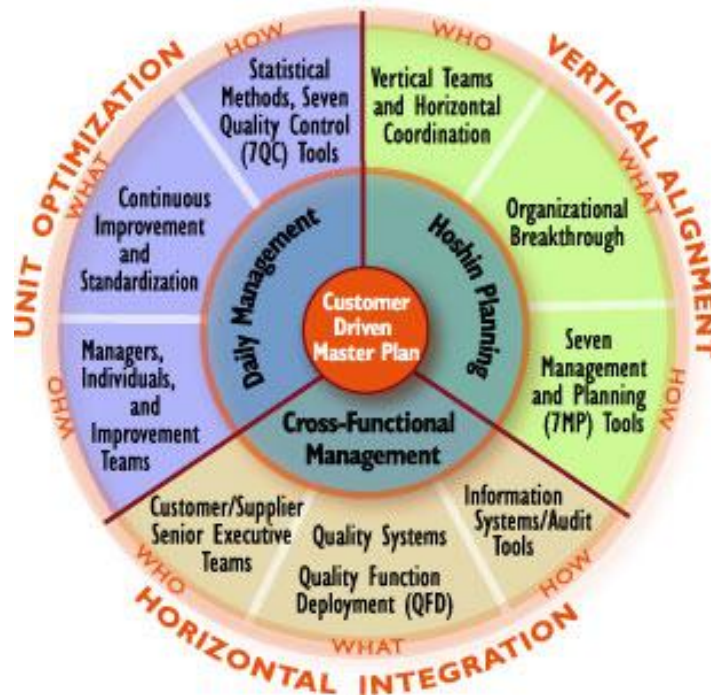 UNIT OPTIMIZATION
HOW
Statistical
Methods, Seven
Quality Control
(7QC) Tools
WHAT
Continuous
Improvement
and
Standardization
WHO
Managers,
Individuals,
and
Improvement
Teams
Daily Management
VERTICAL ALIGNMENT
WHO
Vertical Teams
and Horizontal
Coordination
WHAT
Organizational
Breakthrough
HOW
Seven
Management
and Planning
(7MP) Tools
Hoshin Planning
Customer
Driven
Master Plan
Cross-Functional
Management
Customer/Supplier
Senior Executive
Teams
WHO
Quality Systems
Quality Function
Deployment (QFD)
WHAT
Information
Systems/Audit
Tools
HOW
HORIZONTAL INTEGRATION